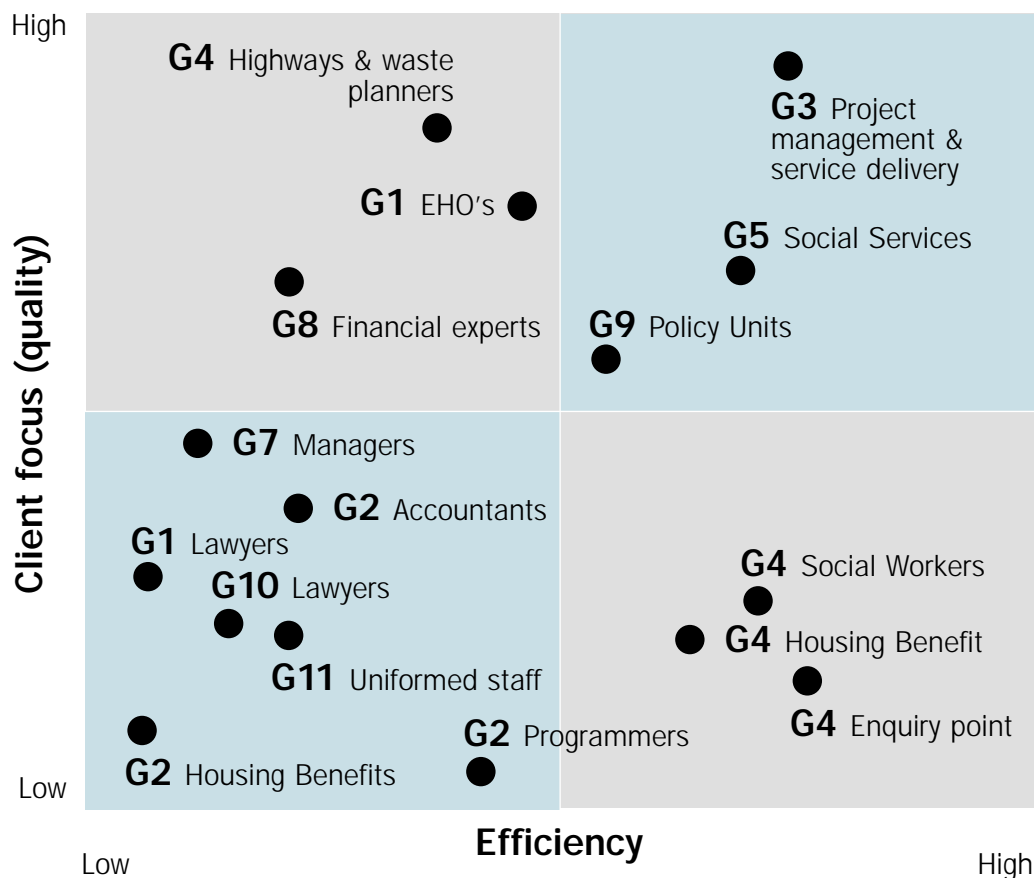 High
G4 Highways & waste
planners
G3 Project
management &
service delivery
G1 EHO's
G5 Social Services
G8 Financial experts
G9 Policy Units
Client focus (quality)
G7 Managers
G2 Accountants
G1 Lawyers
G10 Lawyers
G4 Social Workers
G4 Housing Benefit
G11 Uniformed staff
G4 Enquiry point
G2 Programmers
G2 Housing Benefits
Low
Efficiency
Low
High